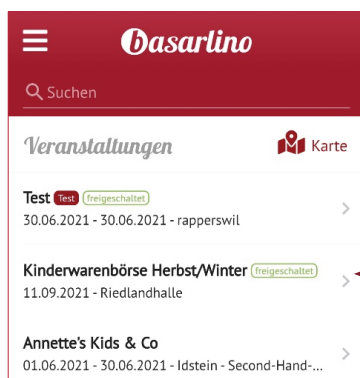 basarlino
Suchen
Veranstaltungen Karte
Test Test freigeschaltet
30.06.2021 - 30.06.2021 - rapperswil
Kinderwarenbörse Herbst/Winter freigeschaltet
11.09.2021 - Riedlandhalle
Annette's Kids & Co
01.06.2021 - 30.06.2021 - Idstein - Second-Hand-...